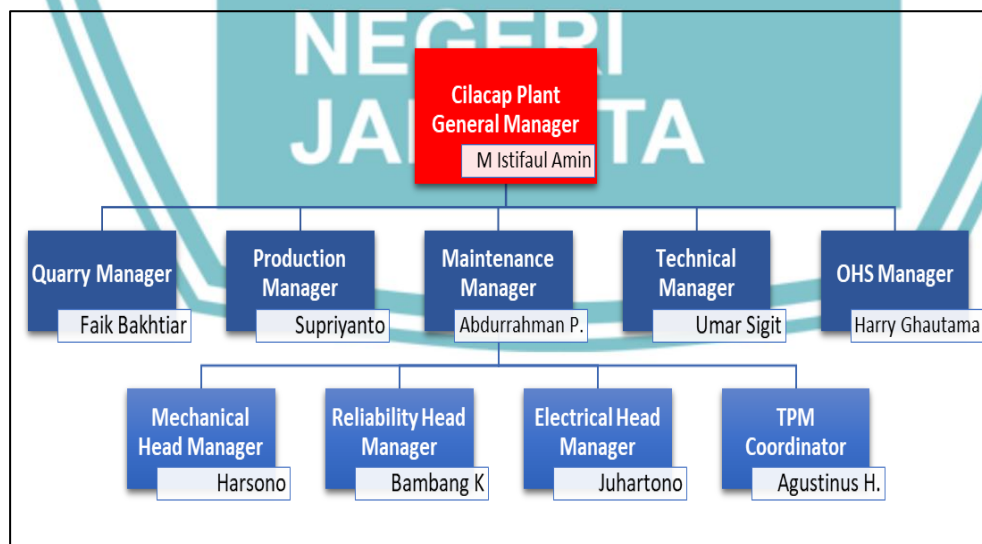 NEGERI
JAKARTA
Cilacap Plant
General Manager
M Istifaul Amin
Quarry Manager
Faik Bakhtiar
Production
Manager
Supriyanto
Maintenance
Manager
Abdurrahman P.
Technical
Manager
Umar Sigit
OHS Manager
Harry Ghautama
Mechanical
Head Manager
Harsono
Reliability Head
Manager
Bambang K
Electrical Head
Manager
Juhartono
TPM
Coordinator
Agustinus H.